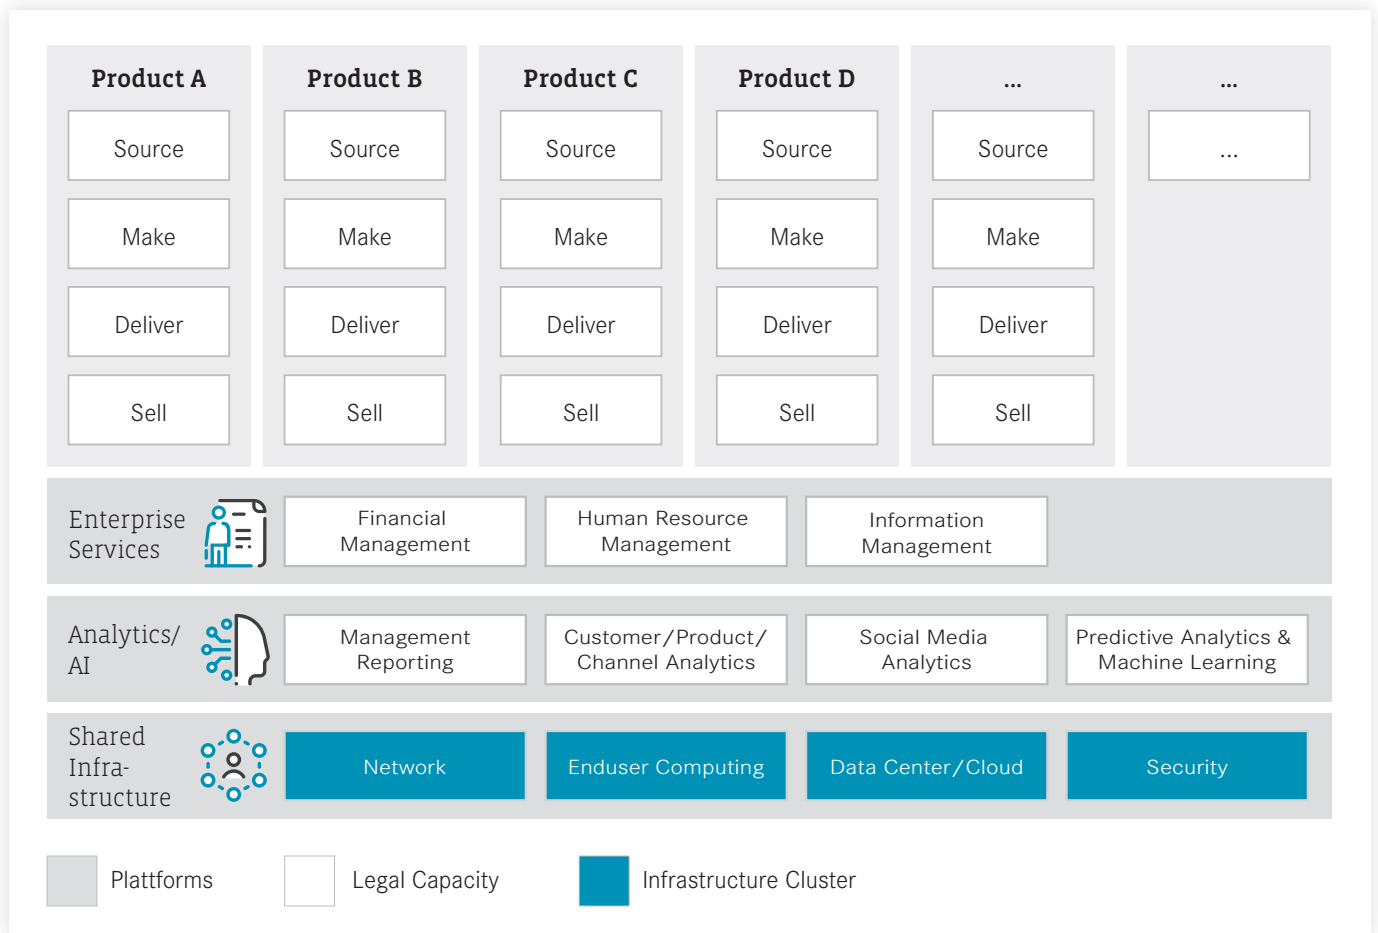 Product A
Product B
Product C
Product D
...
...
Source
Source
Source
Source
Source
...
Make
Make
Make
Make
Make
Deliver
Deliver
Deliver
Deliver
Deliver
Sell
Sell
Sell
Sell
Sell
Enterprise
Services
Financial
Management
Human Resource
Management
Information
Management
Analytics/
AI
Management
Reporting
Customer/Product/
Channel Analytics
Social Media
Analytics
Predictive Analytics &
Machine Learning
Shared
Infra-
structure
Network
Enduser Computing
Data Center/Cloud
Security
Plattforms
Legal Capacity
Infrastructure Cluster